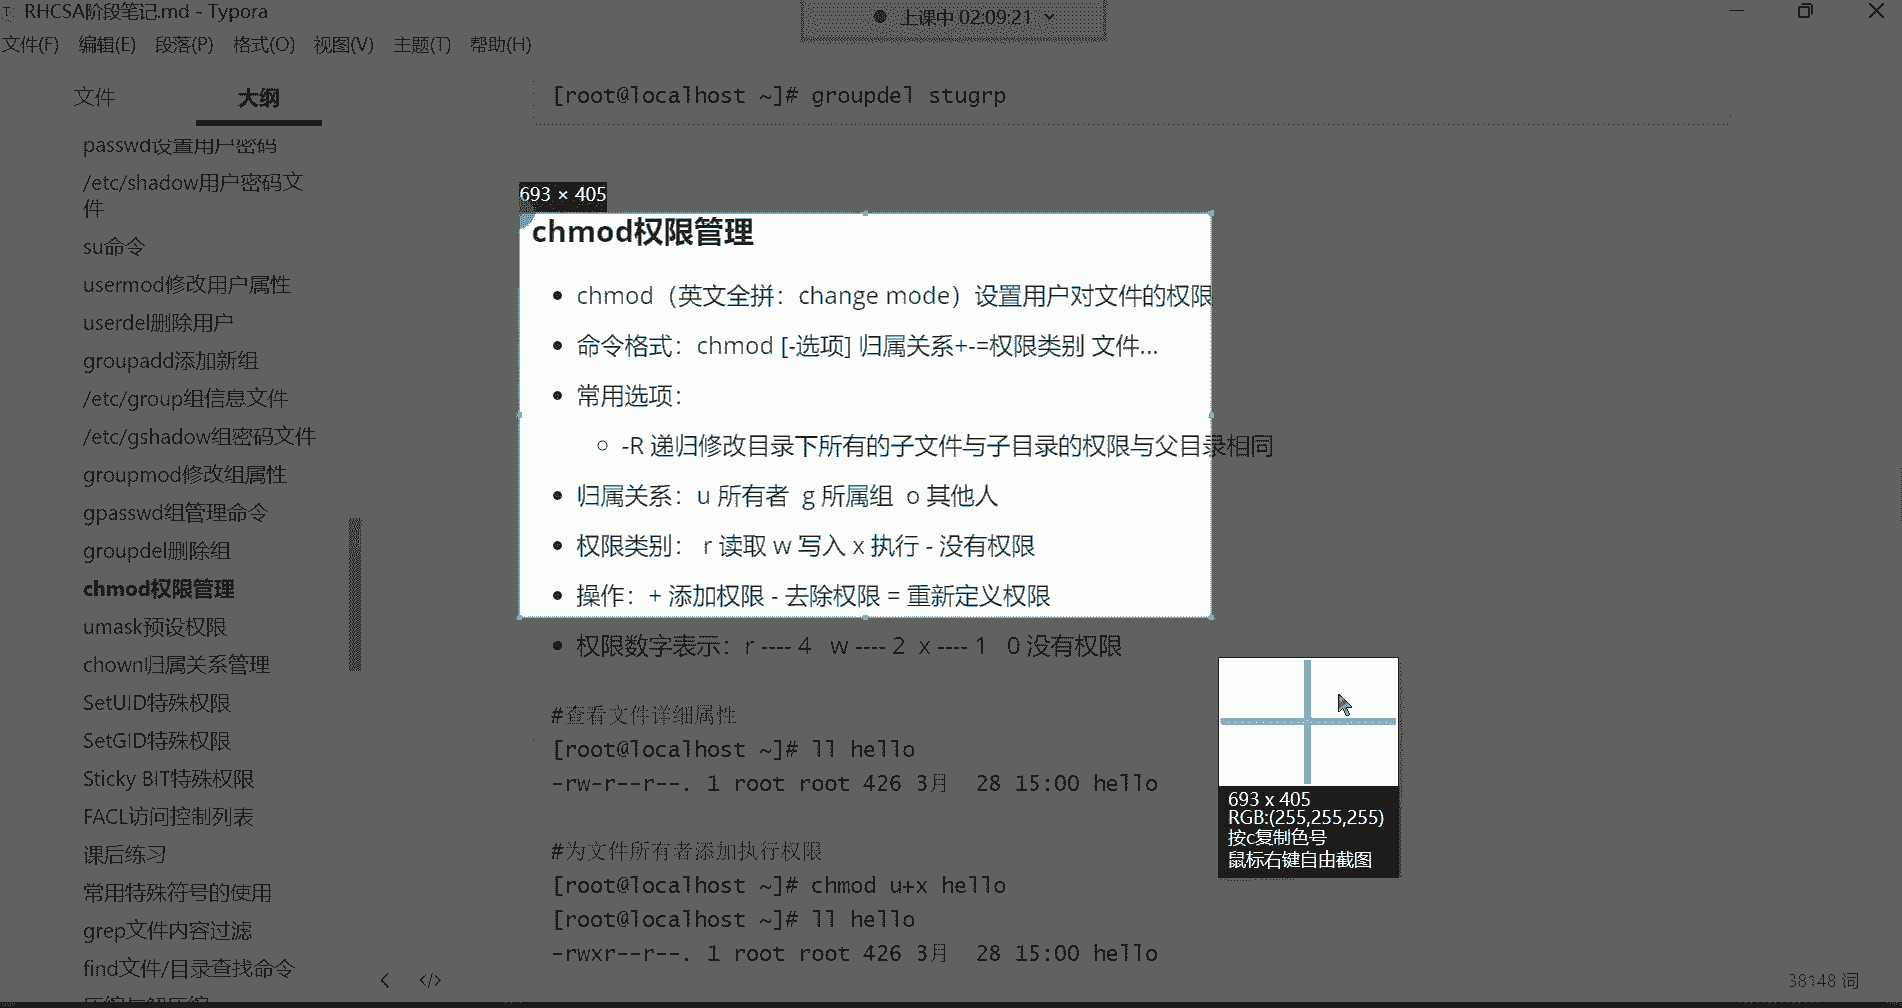 RHCSA阶段笔记.md - Typora
上课中 02:09:21
文件(F) 编辑(E) 段落(P) 格式(O) 视图(V) 主题(T) 帮助(H)
文件 大纲
passwd设置用户密码
/etc/shadow用户密码文
件
su命令
usermod修改用户属性
userdel删除用户
groupadd添加新组
/etc/group组信息文件
/etc/gshadow组密码文件
groupmod修改组属性
gpasswd组管理命令
groupdel删除组
chmod权限管理
umask预设权限
chown归属关系管理
SetUID特殊权限
SetGID特殊权限
Sticky BIT特殊权限
FACL访问控制列表
课后练习
常用特殊符号的使用
grep文件内容过滤
find文件/目录查找命令
[root@localhost ~]# groupdel stugrp
693 × 405
chmod权限管理
chmod（英文全拼：change mode）设置用户对文件的权限
命令格式：chmod [-选项] 归属关系+-=权限类别 文件...
常用选项：
-R 递归修改目录下所有的子文件与子目录的权限与父目录相同
归属关系：u 所有者 g 所属组 o 其他人
权限类别： r 读取 w 写入 x 执行 - 没有权限
操作：+ 添加权限 - 去除权限 = 重新定义权限
权限数字表示：r ---- 4 w ---- 2 x ---- 1 0 没有权限
#查看文件详细属性
[root@localhost ~]# ll hello
-rw-r--r--. 1 root root 426 3月 28 15:00 hello
#为文件所有者添加执行权限
[root@localhost ~]# chmod u+x hello
[root@localhost ~]# ll hello
-rwxr--r--. 1 root root 426 3月 28 15:00 hello
693 x 405
RGB:(255,255,255)
按c复制色号
鼠标右键自由截图
38148 词